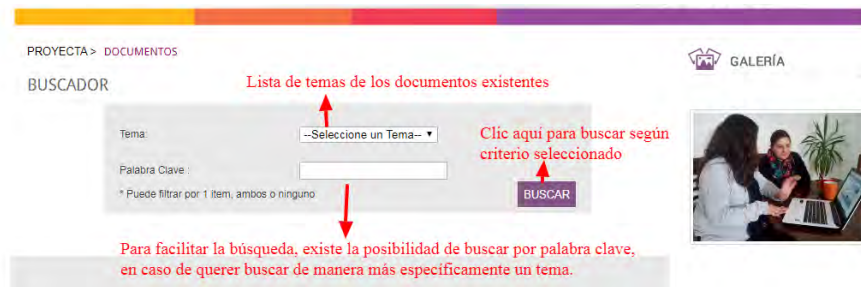 PROYECTA > DOCUMENTOS
GALERÍA
BUSCADOR
Lista de temas de los documentos existentes
Tema:
--Seleccione un Tema--
Clic aquí para buscar según
criterio seleccionado
Palabra Clave :
* Puede filtrar por 1 item, ambos o ninguno
BUSCAR
Para facilitar la búsqueda, existe la posibilidad de buscar por palabra clave,
en caso de querer buscar de manera más específicamente un tema.